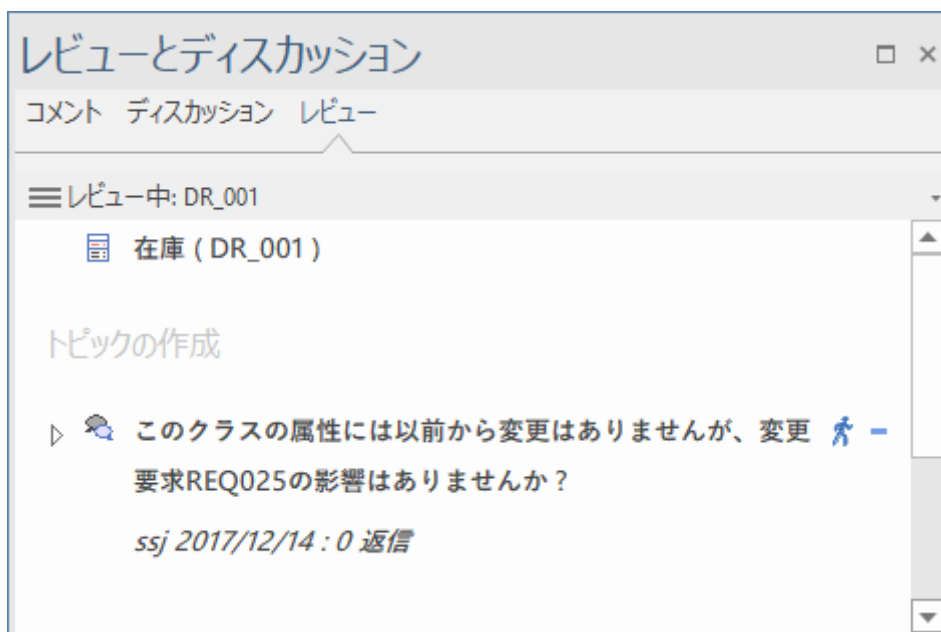 レビューとディスカッション
コメント ディスカッション レビュー
レビュー中: DR_001
在庫 ( DR_001 )
トピックの作成
このクラスの属性には以前から変更はありませんが、変更
要求REQ025の影響はありませんか？
ssj 2017/12/14 : 0 返信